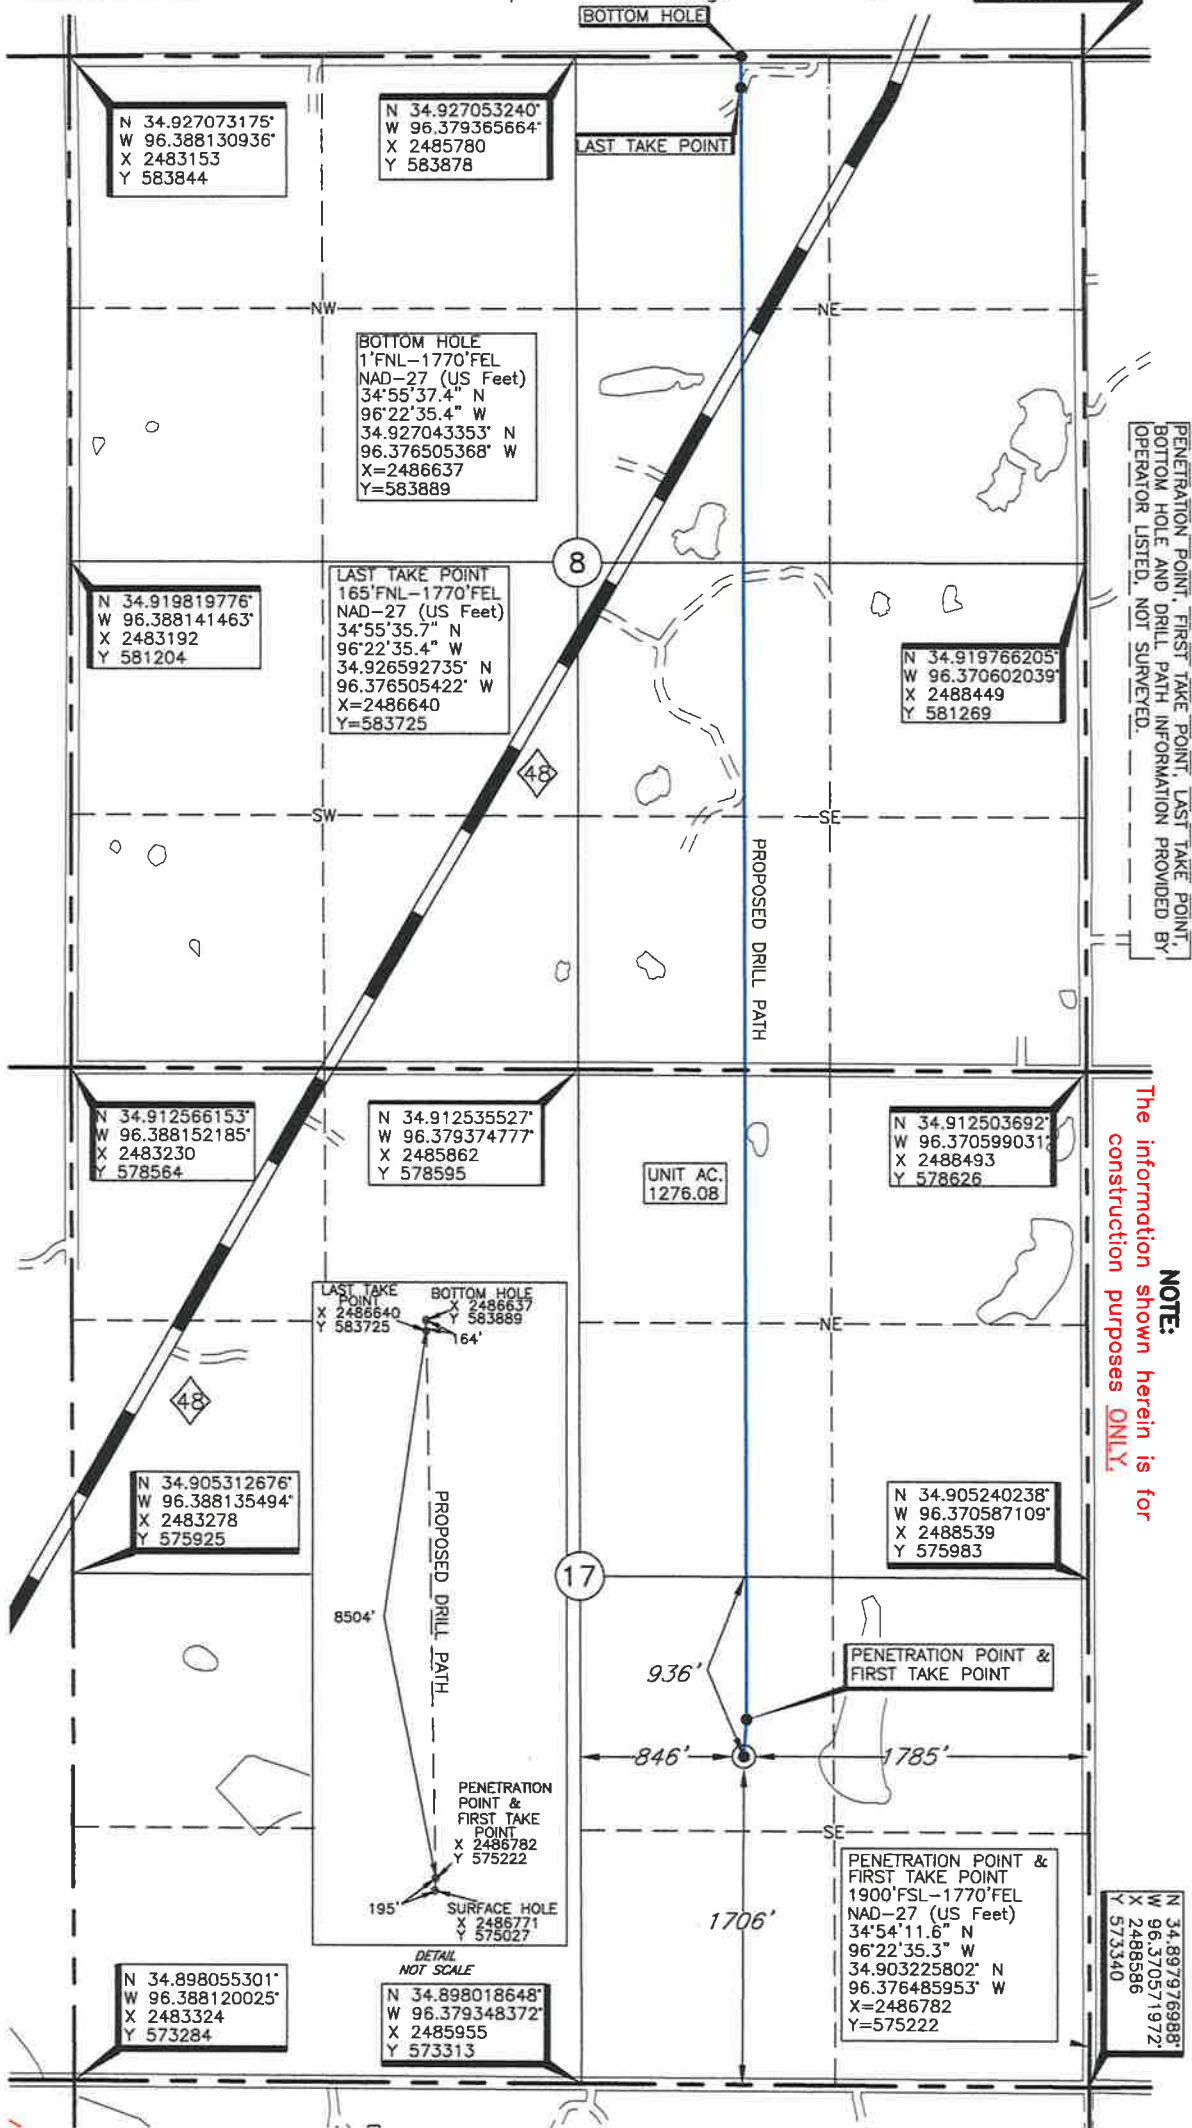 BOTTOM HOLE
N 34.927073175°
W 96.388130936°
X 2483153
Y 583844
N 34.927053240°
W 96.379365664°
X 2485780
Y 583878
LAST TAKE POINT
NW
NE
BOTTOM HOLE
1'FNL-1770'FEL
NAD-27 (US Feet)
34°55'37.4" N
96°22'35.4" W
34.927043353° N
96.376505368° W
X=2486637
Y=583889
PENETRATION POINT, FIRST TAKE POINT, LAST TAKE POINT,
BOTTOM HOLE AND DRILL PATH INFORMATION PROVIDED BY
OPERATOR LISTED, NOT SURVEYED.
8
N 34.919819776°
W 96.388141463°
X 2483192
Y 581204
LAST TAKE POINT
165'FNL-1770'FEL
NAD-27 (US Feet)
34°55'35.7" N
96°22'35.4" W
34.926592735° N
96.376505422° W
X=2486640
Y=583725
N 34.919766205°
W 96.370602039°
X 2488449
Y 581269
48
SW
SE
PROPOSED DRILL PATH
N 34.912566153°
W 96.388152185°
X 2483230
Y 578564
N 34.912535527°
W 96.379374777°
X 2485862
Y 578595
N 34.912503692°
W 96.370599031°
X 2488493
Y 578626
UNIT AC.
1276.08
NOTE:
The information shown herein is for
construction purposes ONLY.
LAST TAKE
POINT
X 2486640
Y 583725
BOTTOM HOLE
X 2486637
Y 583889
164'
NE
48
N 34.905312676°
W 96.388135494°
X 2483278
Y 575925
N 34.905240238°
W 96.370587109°
X 2488539
Y 575983
PROPOSED DRILL PATH
8504'
17
936'
PENETRATION POINT &
FIRST TAKE POINT
846'
1785'
PENETRATION
POINT &
FIRST TAKE
POINT
X 2486782
Y 575222
195'
SURFACE HOLE
X 2486771
Y 575027
DETAIL
NOT SCALE
SE
1706'
PENETRATION POINT &
FIRST TAKE POINT
1900'FSL-1770'FEL
NAD-27 (US Feet)
34°54'11.6" N
96°22'35.3" W
34.903225802° N
96.376485953° W
X=2486782
Y=575222
N 34.897976988°
W 96.370571972°
X 2488586
Y 573340
N 34.898055301°
W 96.388120025°
X 2483324
Y 573284
N 34.898018648°
W 96.379348372°
X 2485955
Y 573313